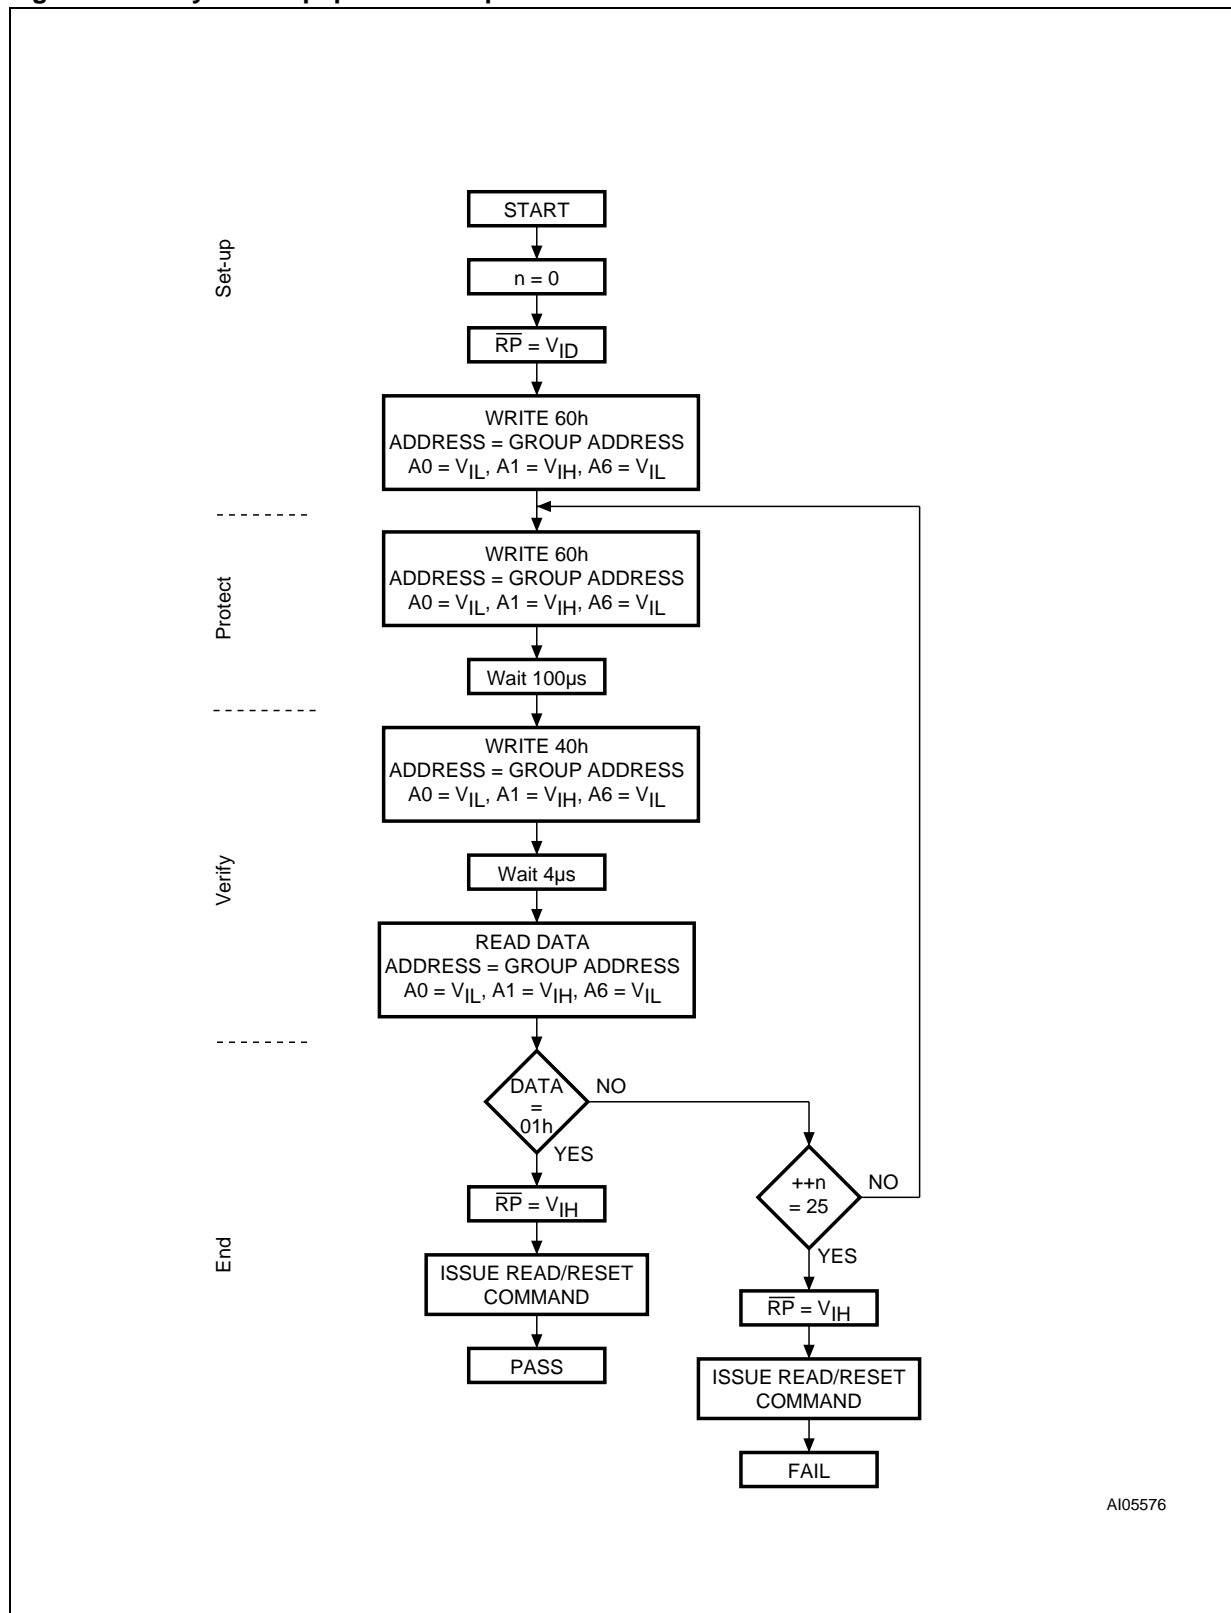 START
Set-up
n = 0
RP = VID
WRITE 60h
ADDRESS = GROUP ADDRESS
A0 = VIL, A1 = VIH, A6 = VIL
Protect
WRITE 60h
ADDRESS = GROUP ADDRESS
A0 = VIL, A1 = VIH, A6 = VIL
Wait 100µs
WRITE 40h
ADDRESS = GROUP ADDRESS
A0 = VIL, A1 = VIH, A6 = VIL
Verify
Wait 4µs
READ DATA
ADDRESS = GROUP ADDRESS
A0 = VIL, A1 = VIH, A6 = VIL
DATA
=
01h
NO
YES
++n
= 25
NO
YES
End
RP = VIH
ISSUE READ/RESET
COMMAND
PASS
RP = VIH
ISSUE READ/RESET
COMMAND
FAIL
AI05576